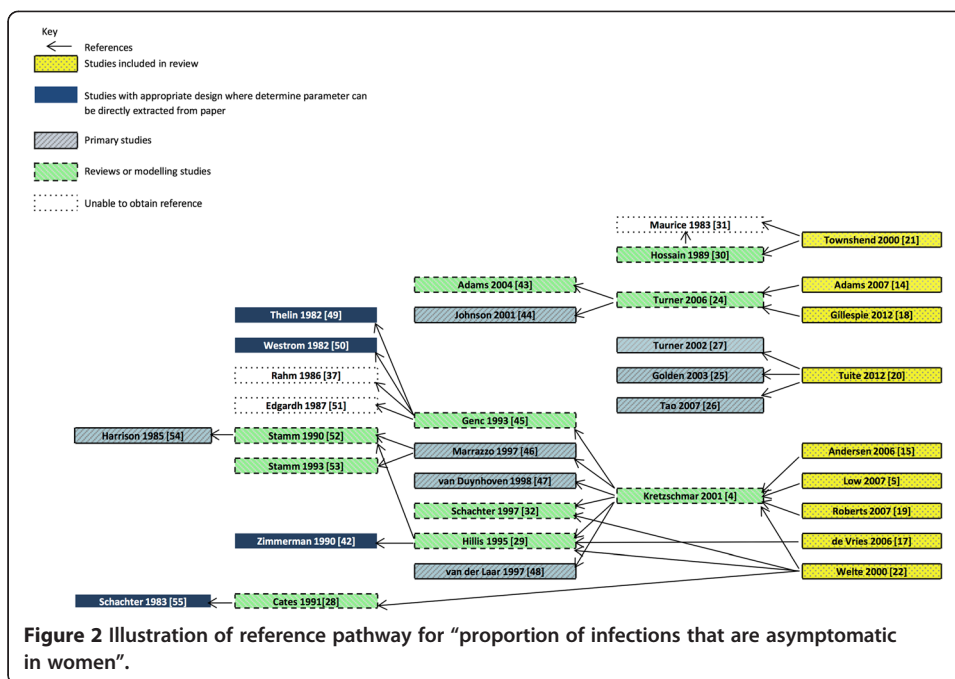 Key
References
Studies included in review
Studies with appropriate design where determine parameter can
be directly extracted from paper
Primary studies
Reviews or modelling studies
Unable to obtain reference
Maurice 1983 [31]
Townshend 2000 [21]
Hossain 1989 [30]
Adams 2004 [43]
Turner 2006 [24]
Adams 2007 [14]
Thelin 1982 [49]
Johnson 2001 [44]
Gillespie 2012 [18]
Westrom 1982 [50]
Turner 2002 [27]
Rahm 1986 [37]
Golden 2003 [25]
Tuite 2012 [20]
Edgardh 1987 [51]
Tao 2007 [26]
Genc 1993 [45]
Harrison 1985 [54]
Stamm 1990 [52]
Marrazzo 1997 [46]
Andersen 2006 [15]
Stamm 1993 [53]
van Duynhoven 1998 [47]
Kretzschmar 2001 [4]
Low 2007 [5]
Schachter 1997 [32]
Roberts 2007 [19]
Zimmerman 1990 [42]
Hillis 1995 [29]
de Vries 2006 [17]
van der Laar 1997 [48]
Welte 2000 [22]
Schachter 1983 [55]
Cates 1991[28]
Figure 2 Illustration of reference pathway for “proportion of infections that are asymptomatic
in women”.